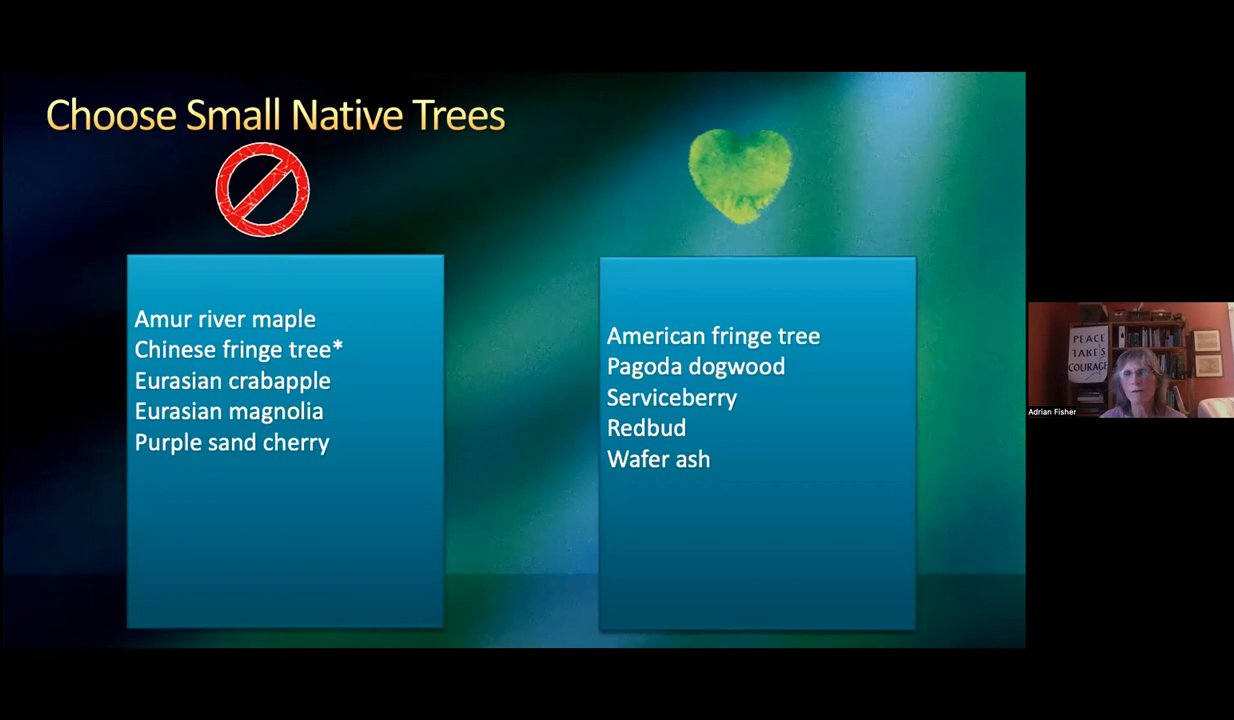 Choose Small Native Trees
Amur river maple
Chinese fringe tree*
Eurasian crabapple
Eurasian magnolia
Purple sand cherry
American fringe tree
Pagoda dogwood
Serviceberry
Redbud
Wafer ash
PEACE
TAKE'S
COURAGE
Adrian Fisher